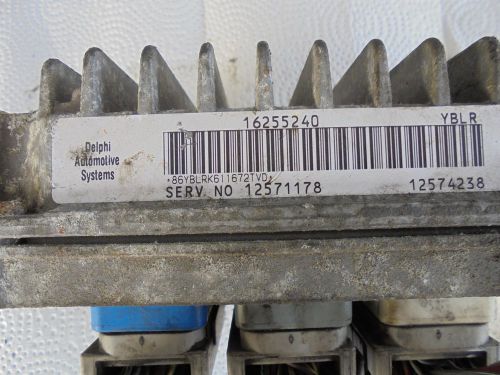 16255240 YBLR
Delphi
Automotive
Systems
*86YBLRK611672TVD*
SERV. NO 12571178 12574238